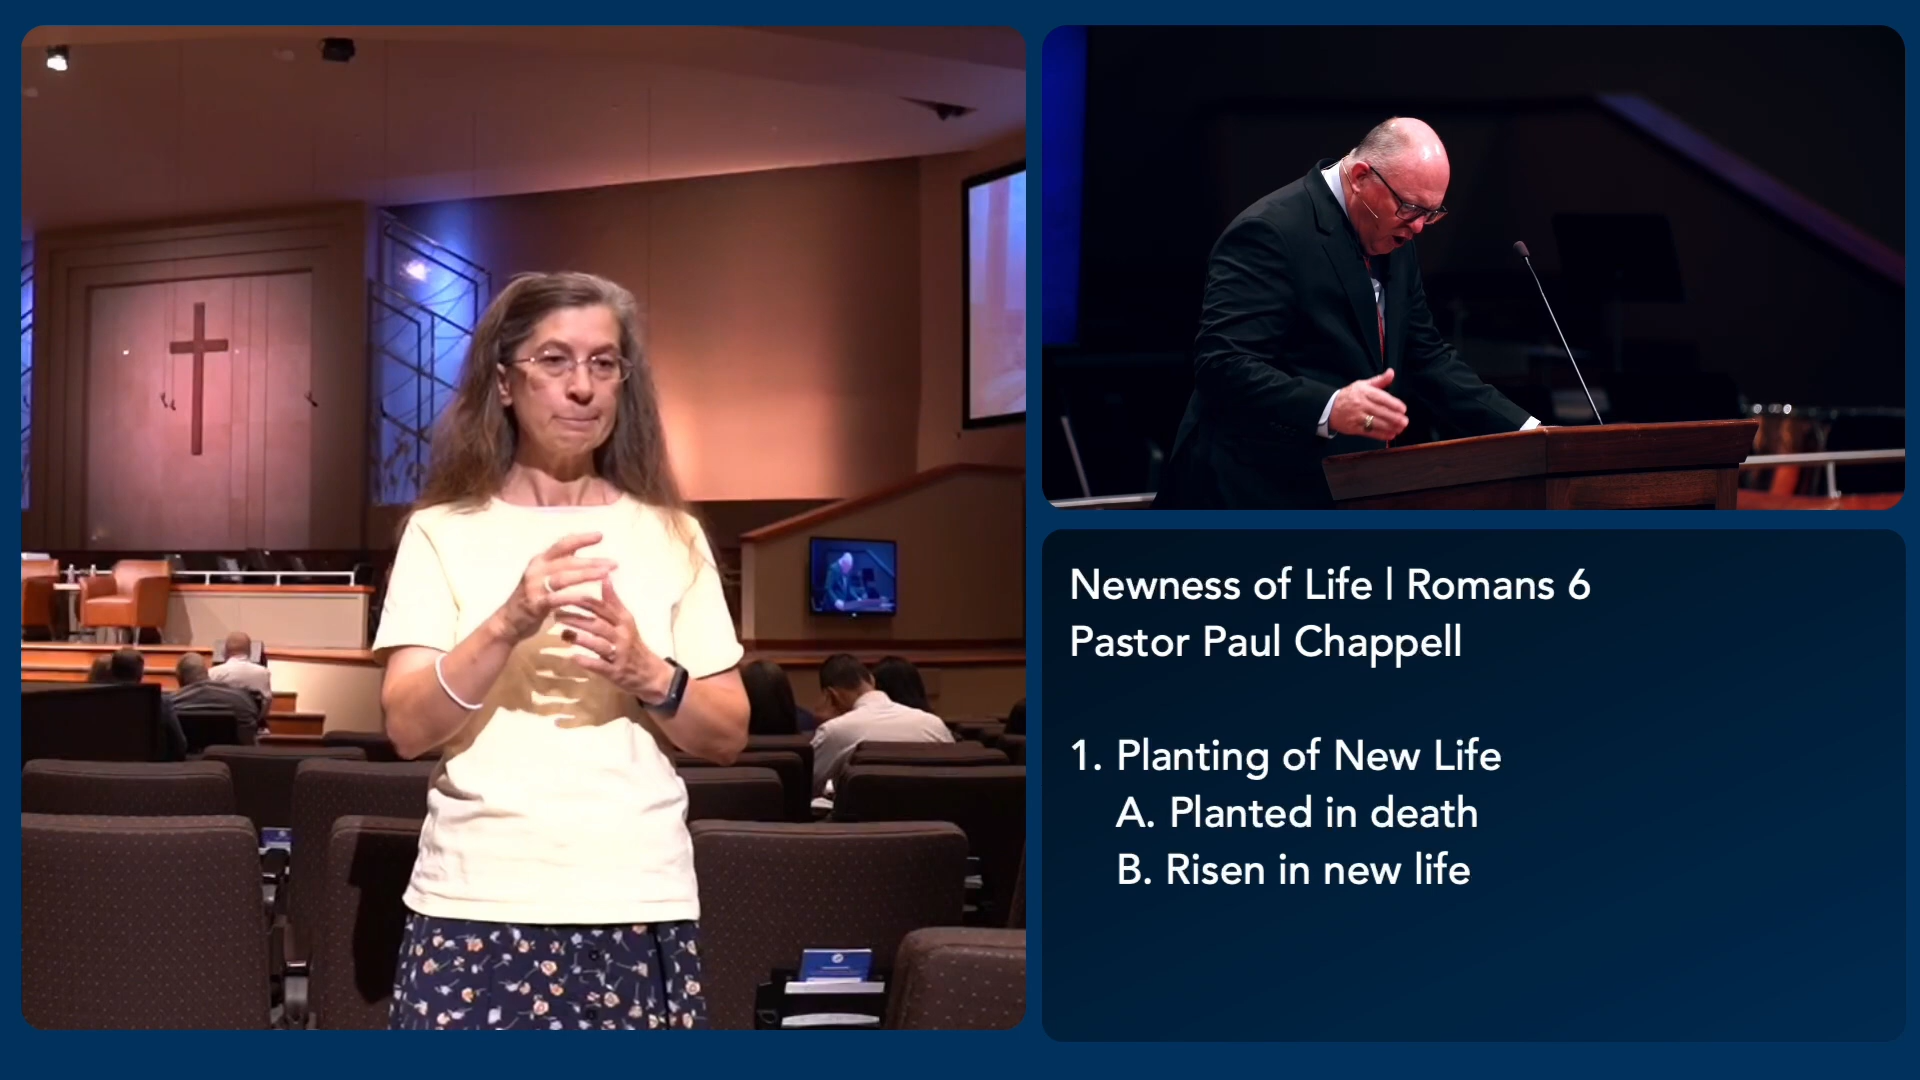 Newness of Life | Romans 6
Pastor Paul Chappell
1. Planting of New Life
A. Planted in death
B. Risen in new life